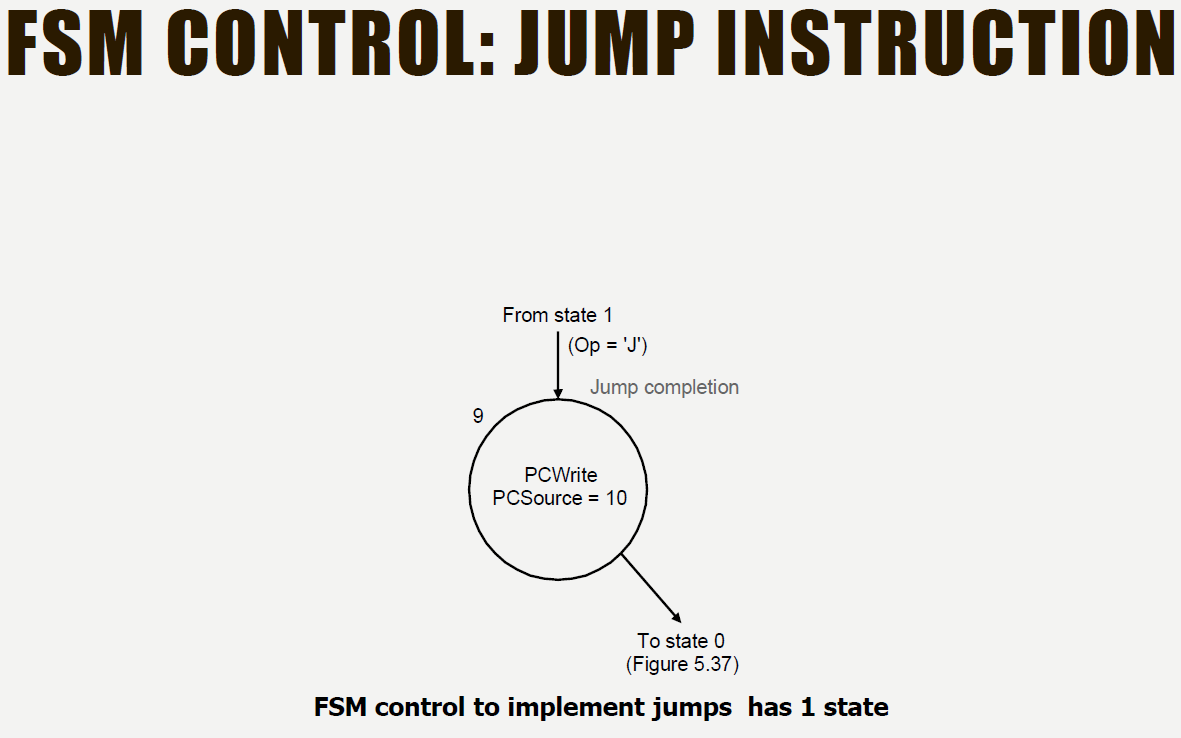 FSM CONTROL: JUMP INSTRUCTION
From state 1
(Op = 'J')
Jump completion
9
PCWrite
PCSource = 10
To state 0
(Figure 5.37)
FSM control to implement jumps  has 1 state